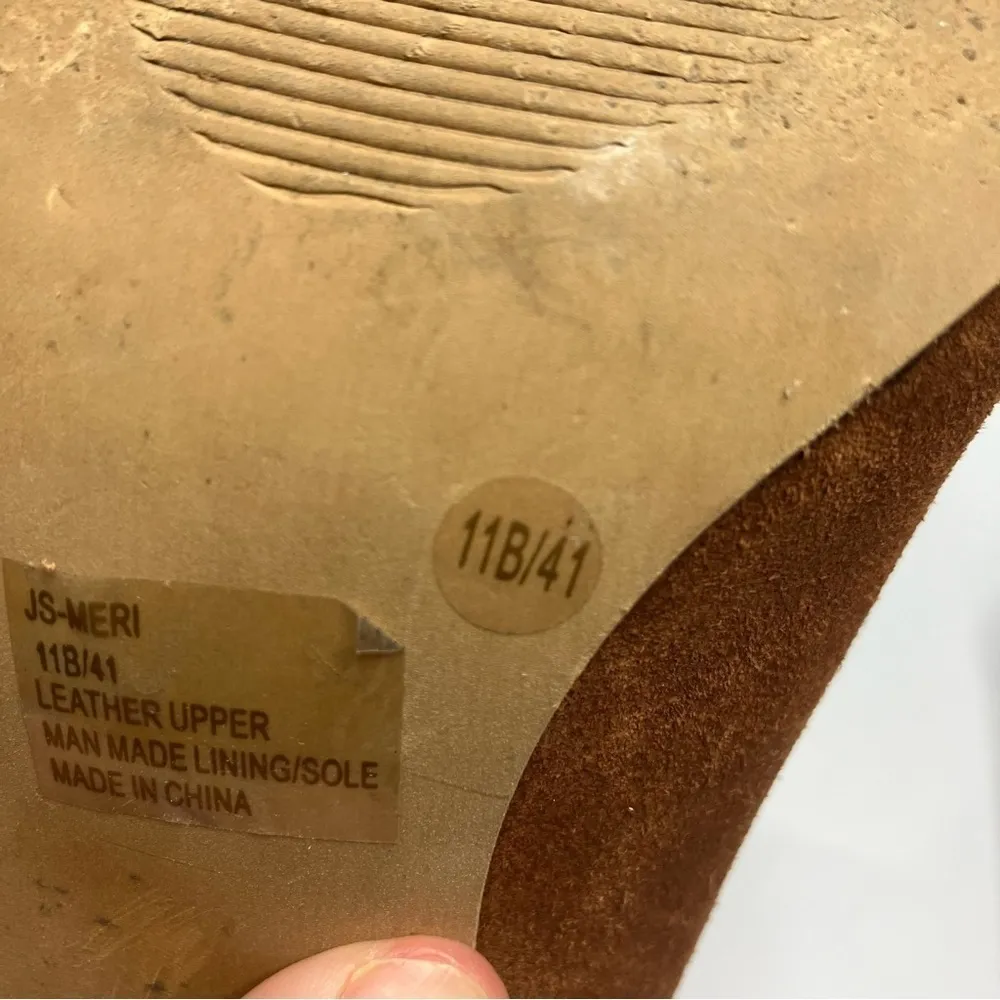 11B/41
JS-MERI
11B/41
LEATHER UPPER
MAN MADE LINING/SOLE
MADE IN CHINA